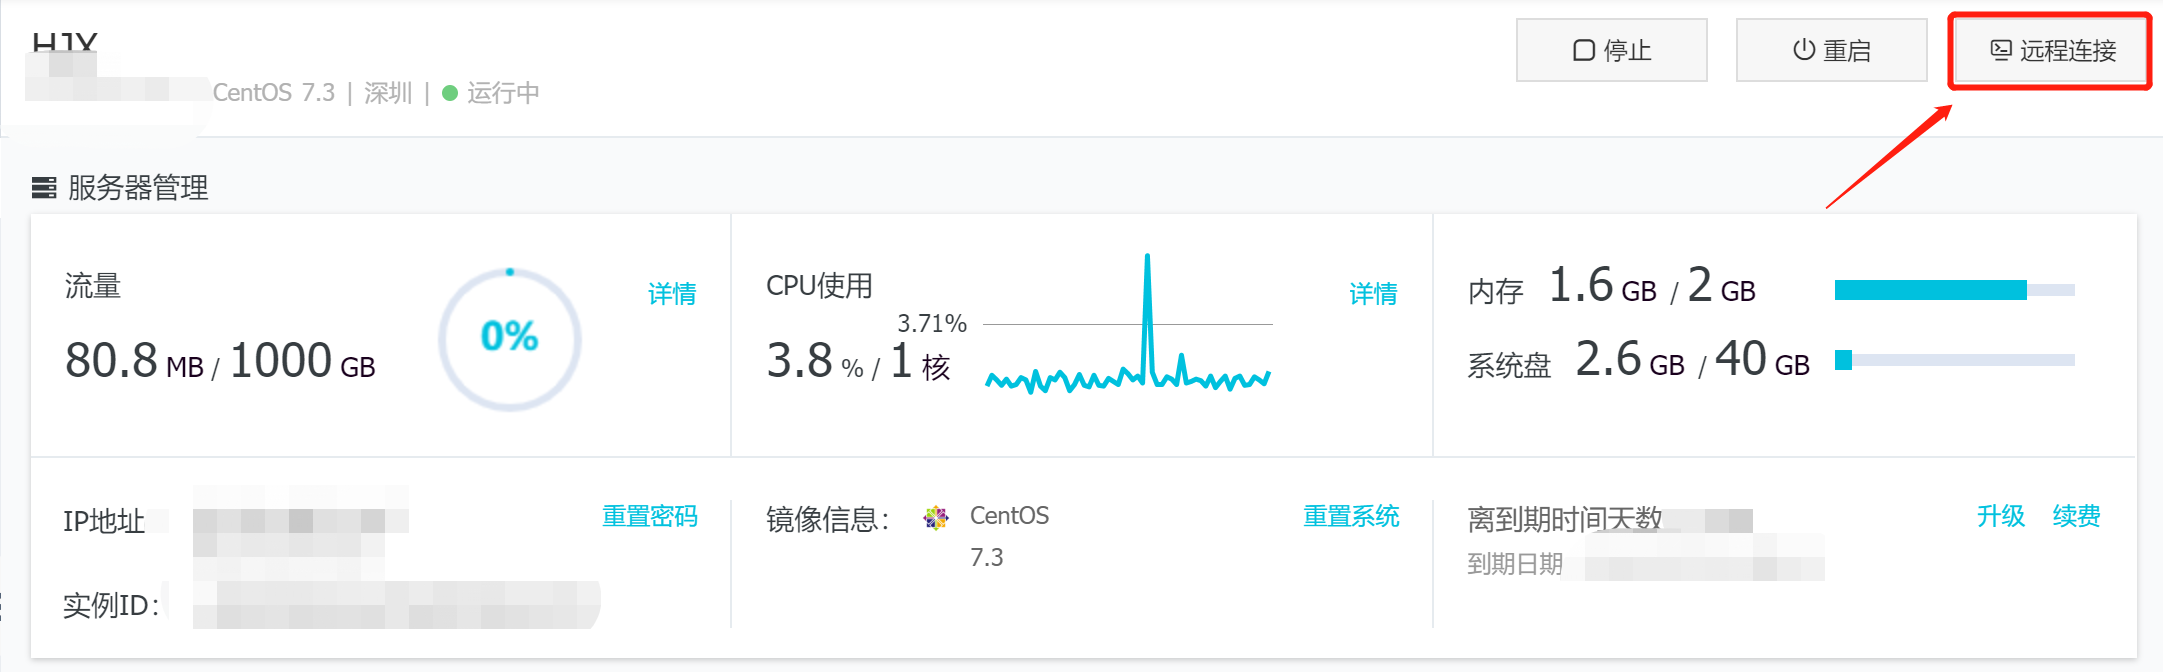 HJX
停止
重启
远程连接
CentOS 7.3 | 深圳 | 运行中
服务器管理
流量
详情
80.8 MB / 1000 GB
0%
CPU使用
详情
3.71%
3.8 % / 1 核
内存 1.6 GB / 2 GB
系统盘 2.6 GB / 40 GB
IP地址
重置密码
实例ID:
镜像信息:
CentOS
7.3
重置系统
离到期时间天数
升级 续费
到期日期